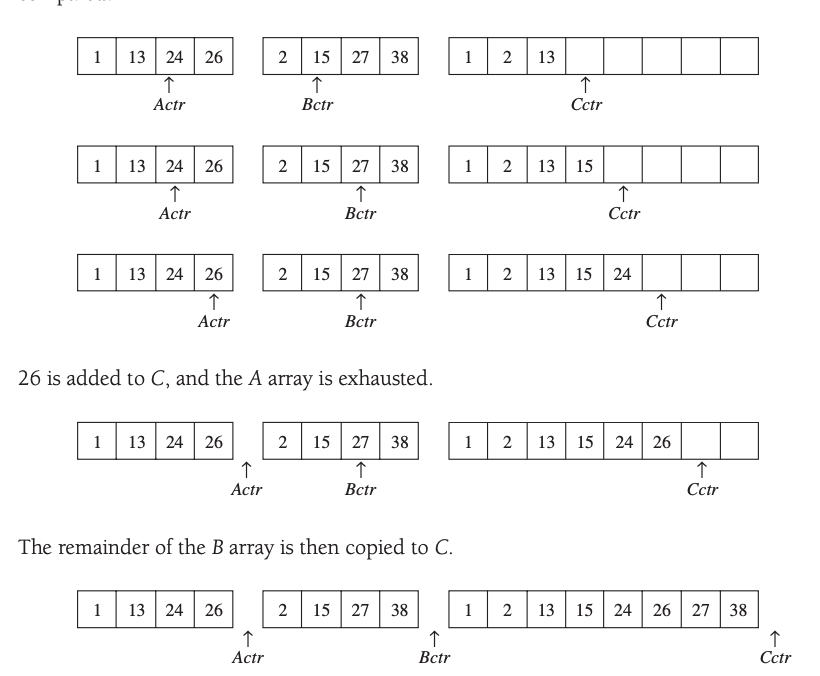 1 13 24 26 2 15 27 38 1 2 13
Actr Bctr Cctr
1 13 24 26 2 15 27 38 1 2 13 15
Actr Bctr Cctr
1 13 24 26 2 15 27 38 1 2 13 15 24
Actr Bctr Cctr
26 is added to C, and the A array is exhausted.
1 13 24 26 2 15 27 38 1 2 13 15 24 26
Actr Bctr Cctr
The remainder of the B array is then copied to C.
1 13 24 26 2 15 27 38 1 2 13 15 24 26 27 38
Actr Bctr Cctr